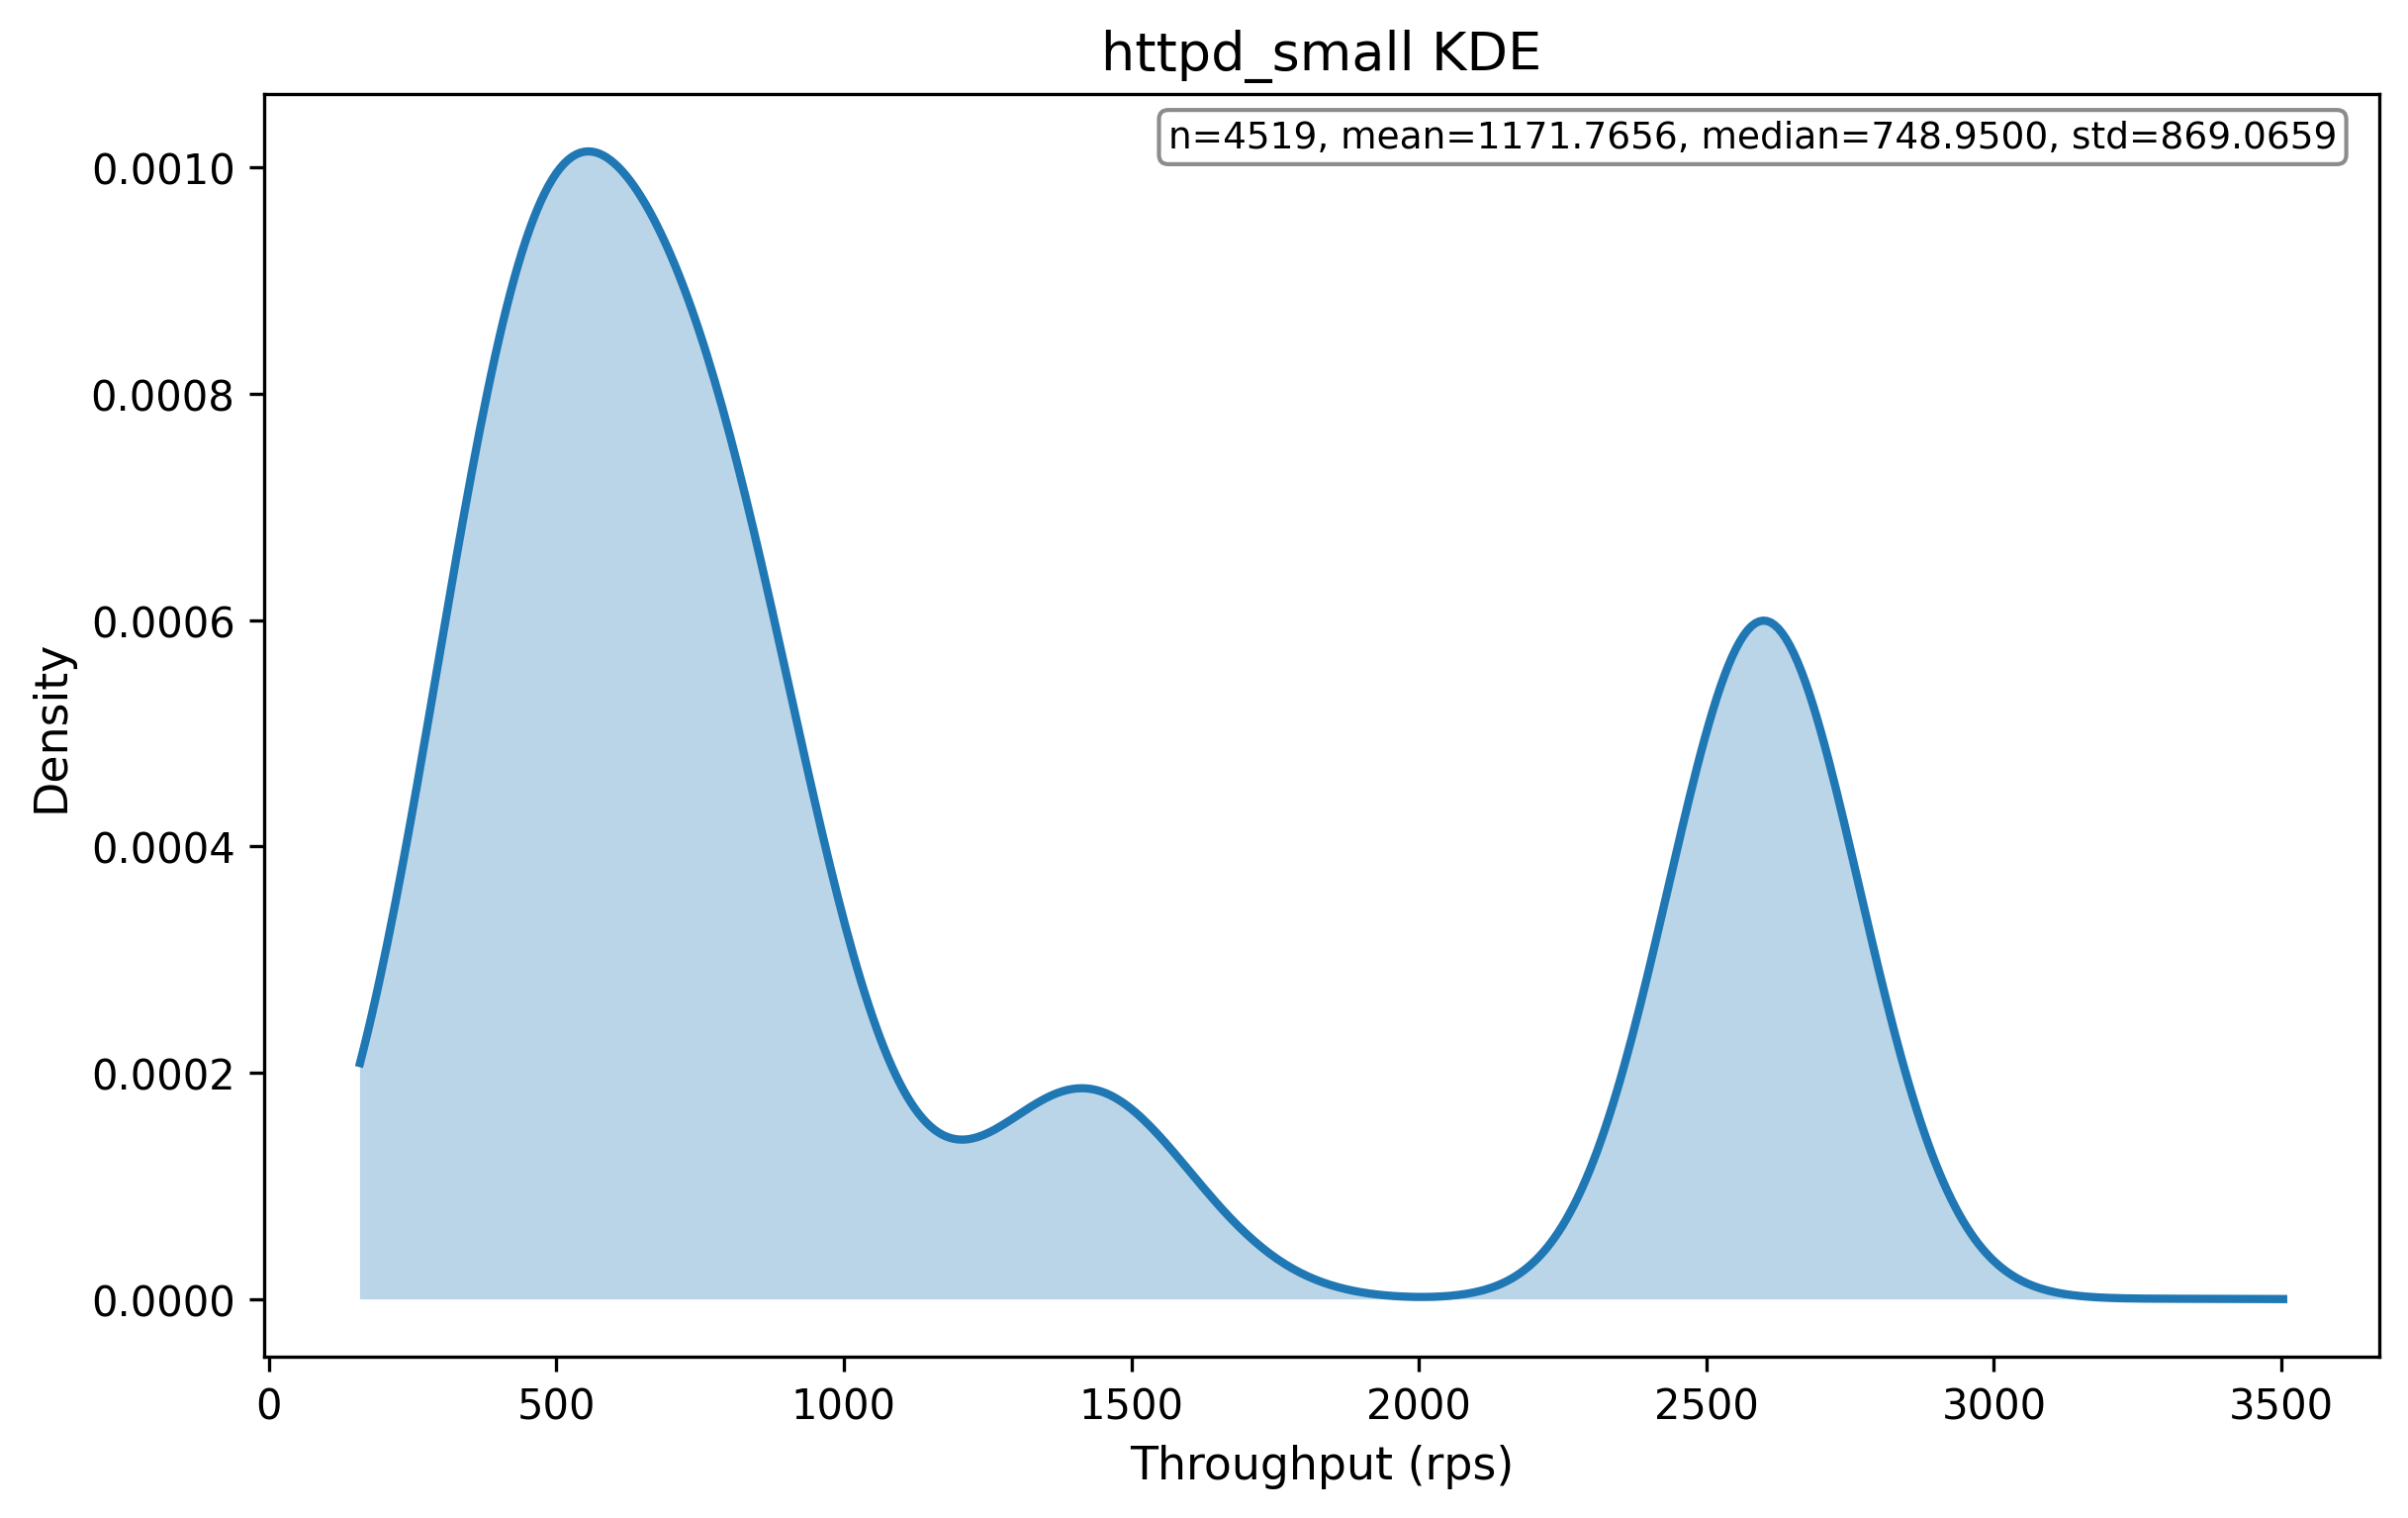 httpd_small KDE
n=4519, mean=1171.7656, median=748.9500, std=869.0659
0.0010
0.0008
0.0006
0.0004
0.0002
0.0000
Density
0 500 1000 1500 2000 2500 3000 3500
Throughput (rps)